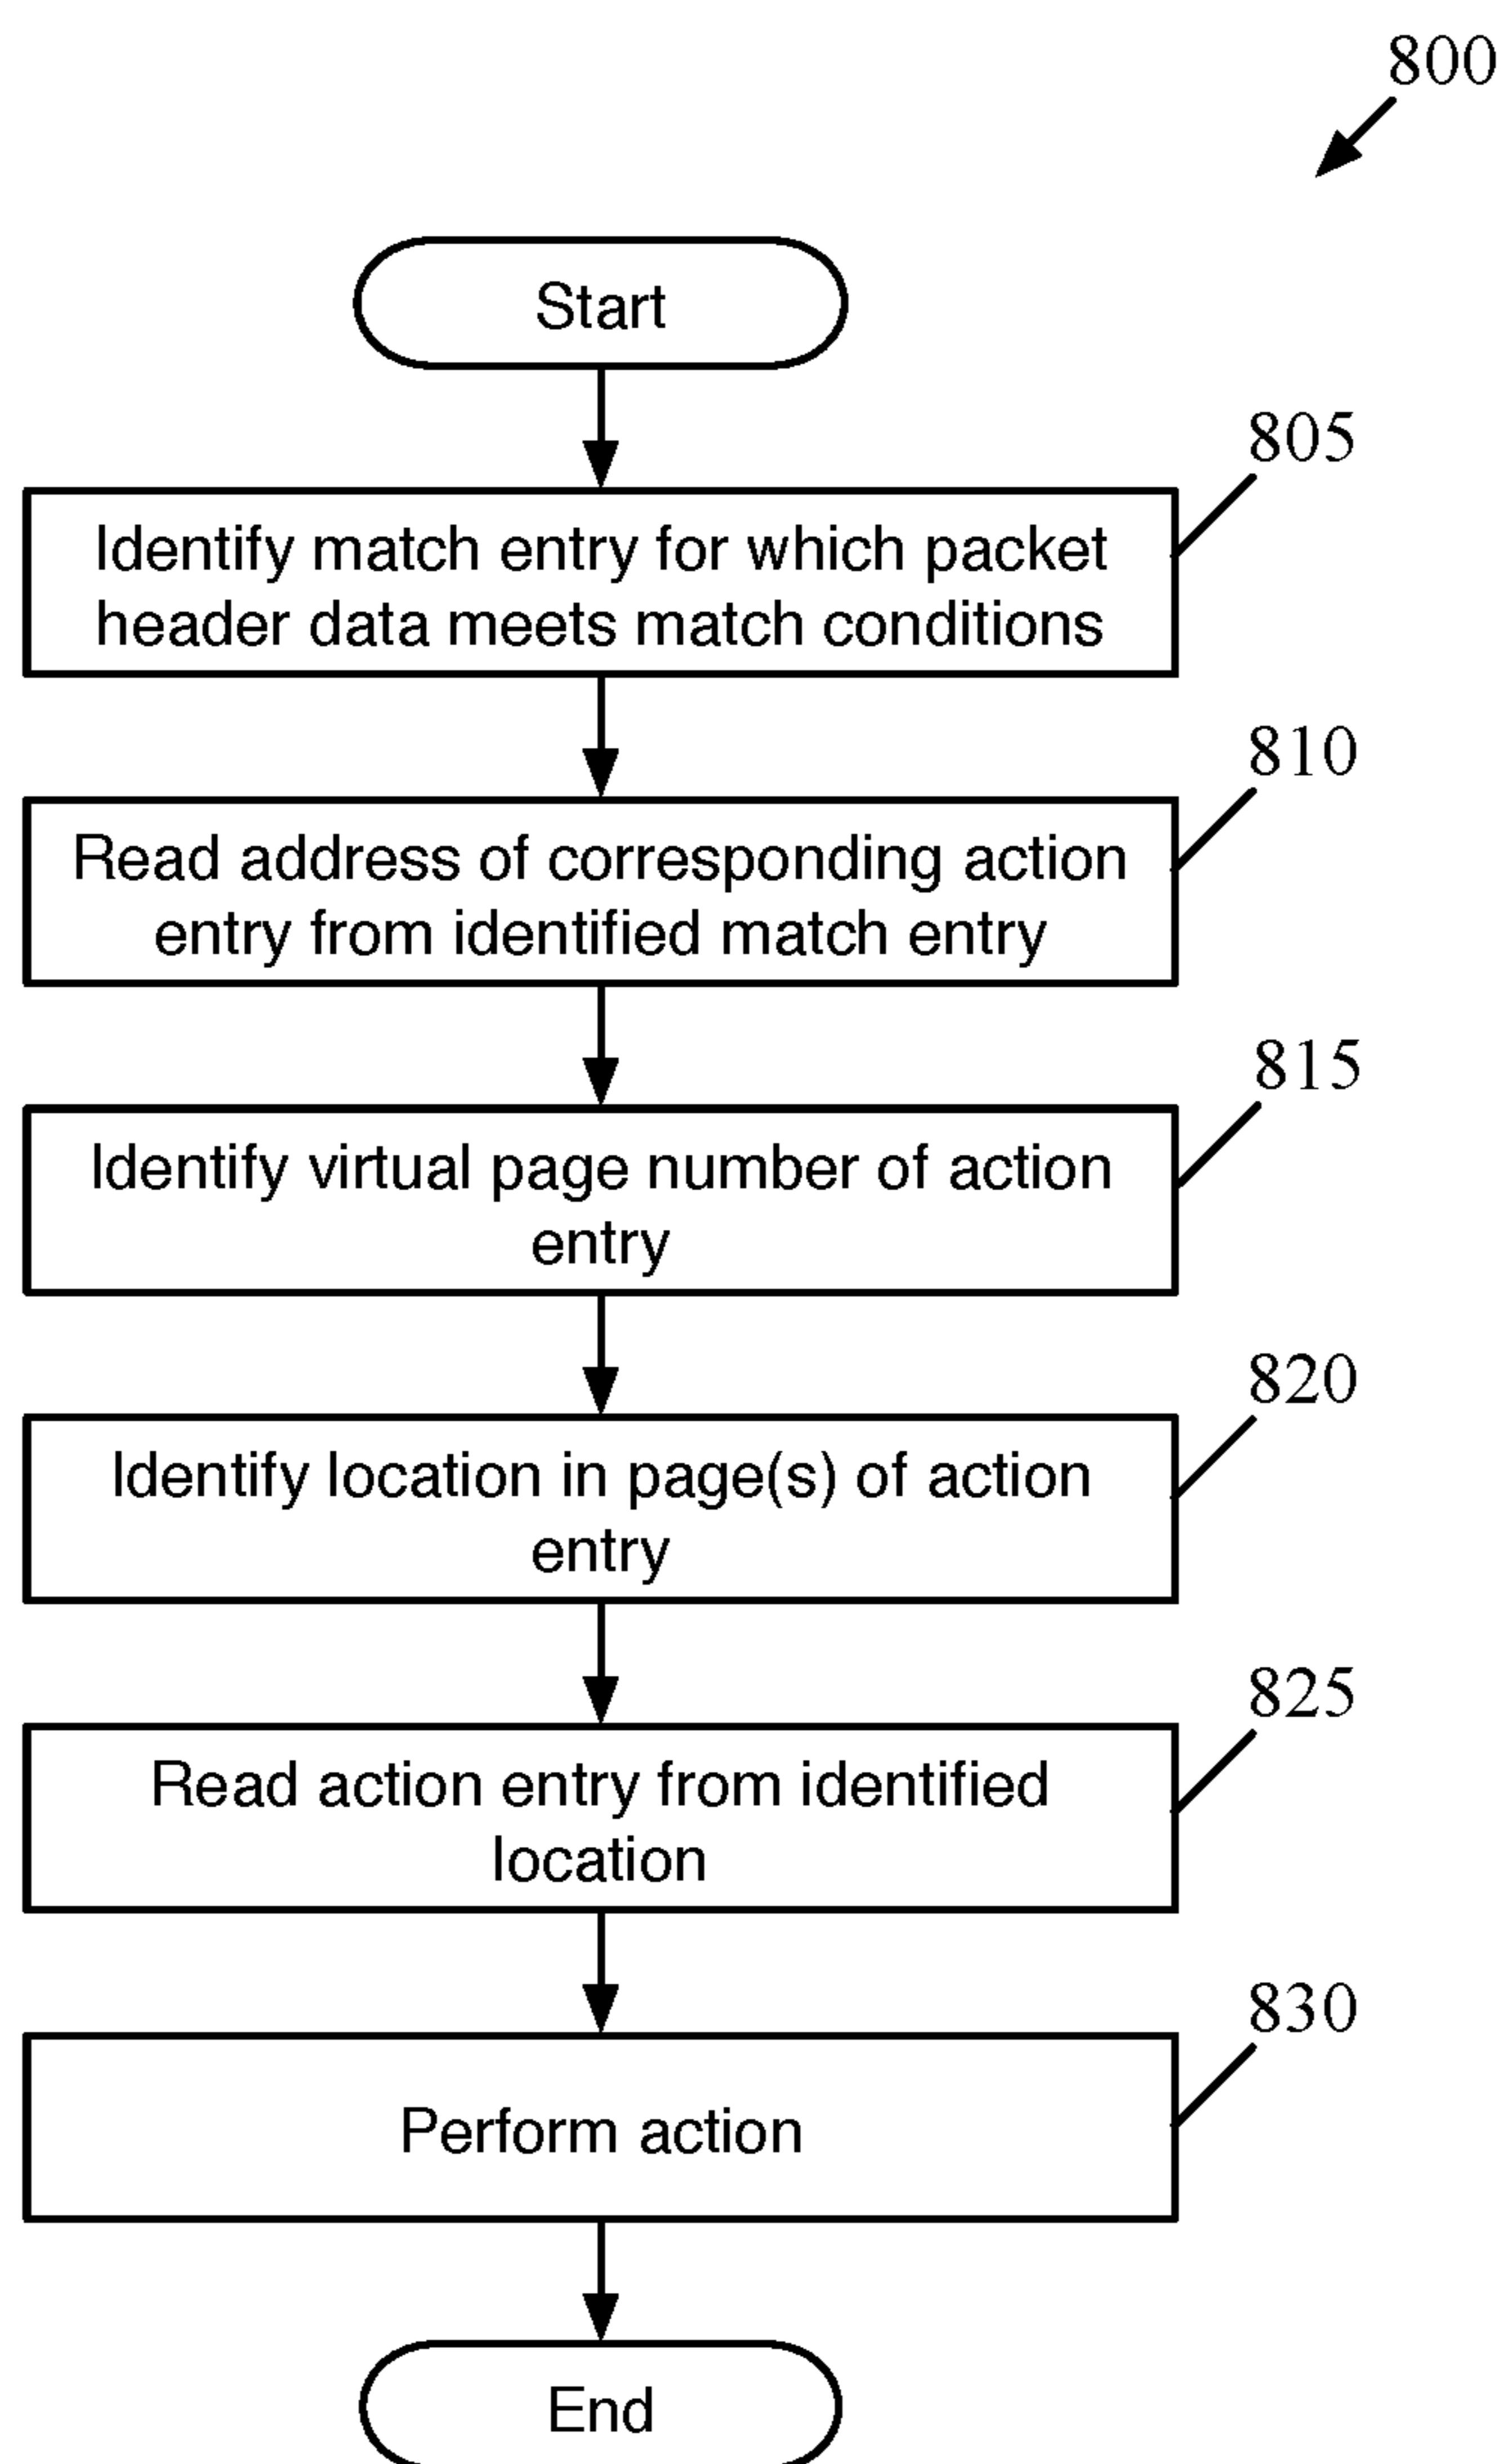 800
Start
805
Identify match entry for which packet
header data meets match conditions
810
Read address of corresponding action
entry from identified match entry
815
Identify virtual page number of action
entry
820
Identify location in page(s) of action
entry
825
Read action entry from identified
location
830
Perform action
End